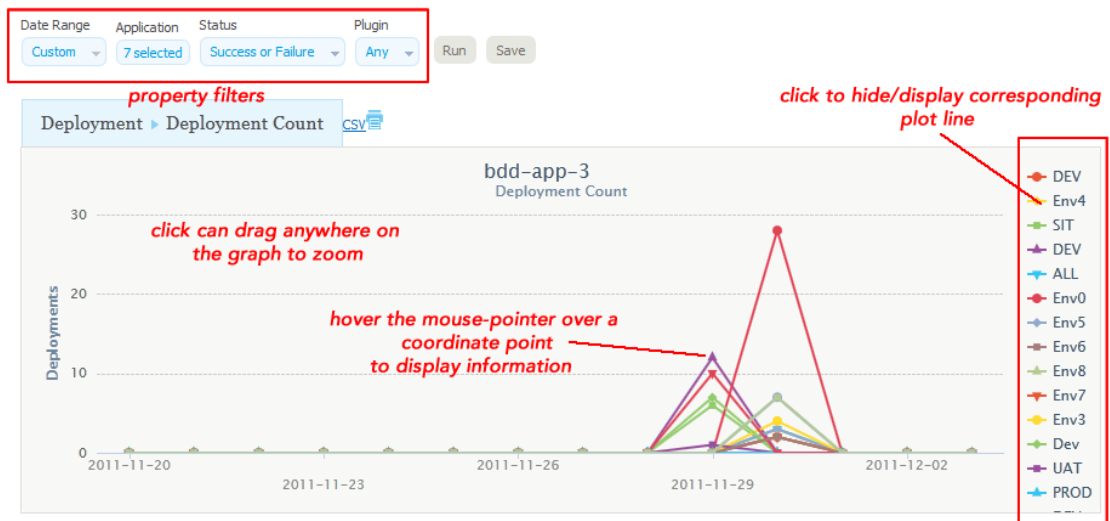 Date Range Application Status Plugin
Custom 7 selected Success or Failure Any Run Save
property filters
click to hide/display corresponding
plot line
Deployment Deployment Count CSV
bdd-app-3
Deployment Count
DEV
Env4
SIT
DEV
ALL
Env0
Env5
Env6
Env8
Env7
Env3
Dev
UAT
PROD
30
click can drag anywhere on
the graph to zoom
20
Deployments
hover the mouse-pointer over a
coordinate point
to display information
10
0
2011-11-20 2011-11-26 2011-12-02
2011-11-23 2011-11-29